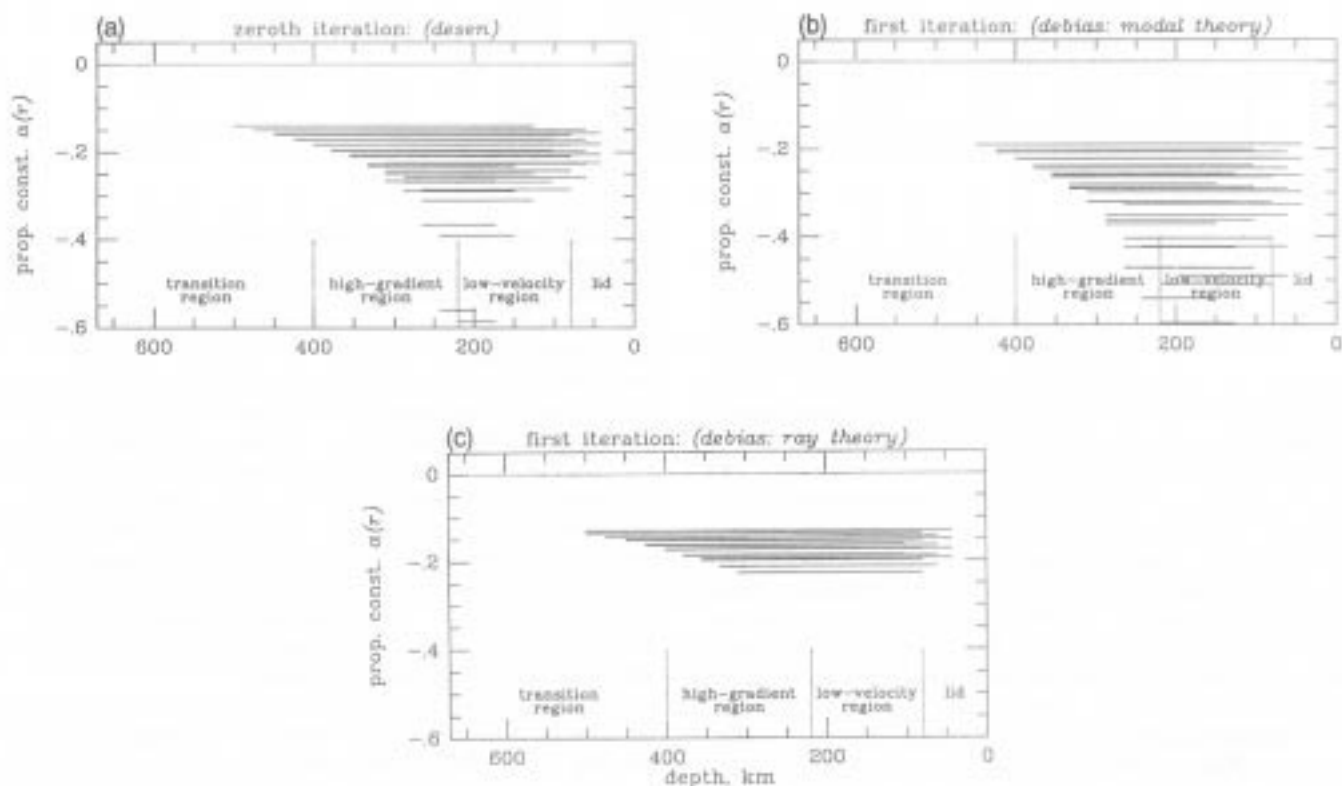 (a) zeroth iteration: (desen)
prop. const. a(r)
0
-.2
-.4
-.6
transition region
high-gradient region
low-velocity region
lid
600 400 200 0
(b) first iteration: (debias: modal theory)
prop. const. a(r)
0
-.2
-.4
-.6
transition region
high-gradient region
low-velocity region
lid
600 400 200 0
(c) first iteration: (debias: ray theory)
prop. const. a(r)
0
-.2
-.4
-.6
transition region
high-gradient region
low-velocity region
lid
600 400 200 0
depth, km